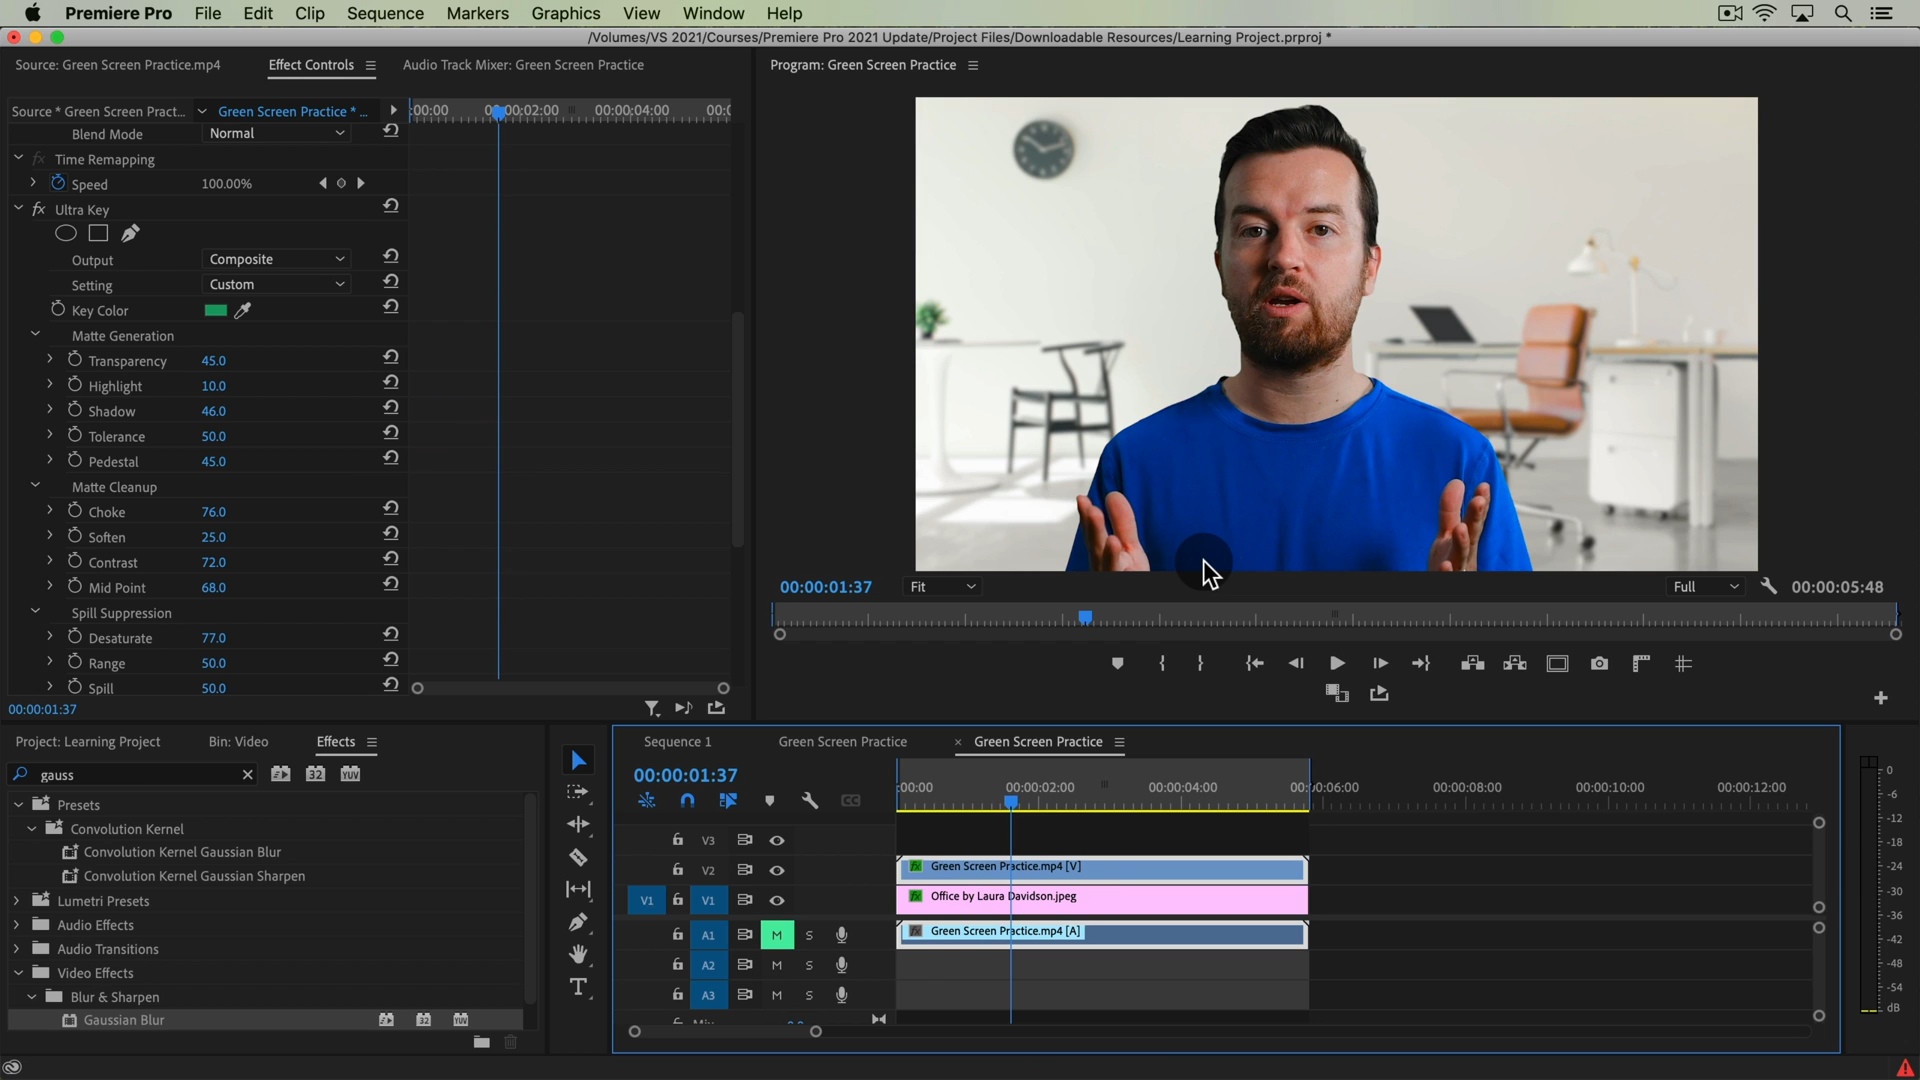 Premiere Pro File Edit Clip Sequence Markers Graphics View Window Help
/Volumes/VS 2021/Courses/Premiere Pro 2021 Update/Project Files/Downloadable Resources/Learning Project.prproj *
Source: Green Screen Practice.mp4 Effect Controls Audio Track Mixer: Green Screen Practice
Source * Green Screen Pract... Green Screen Practice * ... :00:00 00:00:02:00 00:00:04:00 00:(
Blend Mode Normal
fx Time Remapping
Speed 100.00%
fx Ultra Key
Output Composite
Setting Custom
Key Color
Matte Generation
Transparency 45.0
Highlight 10.0
Shadow 46.0
Tolerance 50.0
Pedestal 45.0
Matte Cleanup
Choke 76.0
Soften 25.0
Contrast 72.0
Mid Point 68.0
Spill Suppression
Desaturate 77.0
Range 50.0
Spill 50.0
00:00:01:37
Program: Green Screen Practice
00:00:01:37 Fit Full 00:00:05:48
Project: Learning Project Bin: Video Effects
gauss 32 YUV
Presets
Convolution Kernel
Convolution Kernel Gaussian Blur
Convolution Kernel Gaussian Sharpen
Lumetri Presets
Audio Effects
Audio Transitions
Video Effects
Blur & Sharpen
Gaussian Blur 32 YUV
Sequence 1 Green Screen Practice × Green Screen Practice
00:00:01:37 :00:00 00:00:02:00 00:00:04:00 00:00:06:00 00:00:08:00 00:00:10:00 00:00:12:00
CC
V3
V2 fx Green Screen Practice.mp4 [V]
V1 V1 fx Office by Laura Davidson.jpeg
A1 M S fx Green Screen Practice.mp4 [A]
A2 M S
A3 M S
0
-6
-12
-18
-24
-30
-36
-42
-48
-54
dB